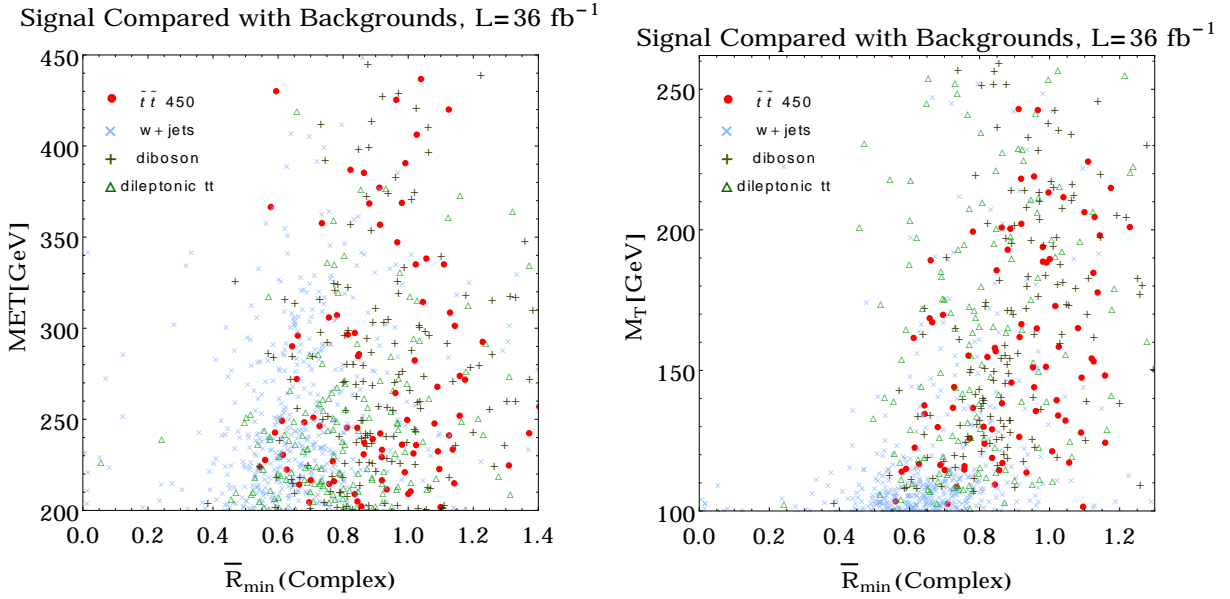 Signal Compared with Backgrounds, L=36 fb⁻¹
450
400
350
300
250
200
MET[GeV]
t̃ t̃ 450
w+jets
diboson
dileptonic tt
0.0 0.2 0.4 0.6 0.8 1.0 1.2 1.4
R̅min(Complex)
Signal Compared with Backgrounds, L=36 fb⁻¹
250
200
150
100
M_T[GeV]
t̃ t̃ 450
w+jets
diboson
dileptonic tt
0.0 0.2 0.4 0.6 0.8 1.0 1.2
R̅min(Complex)